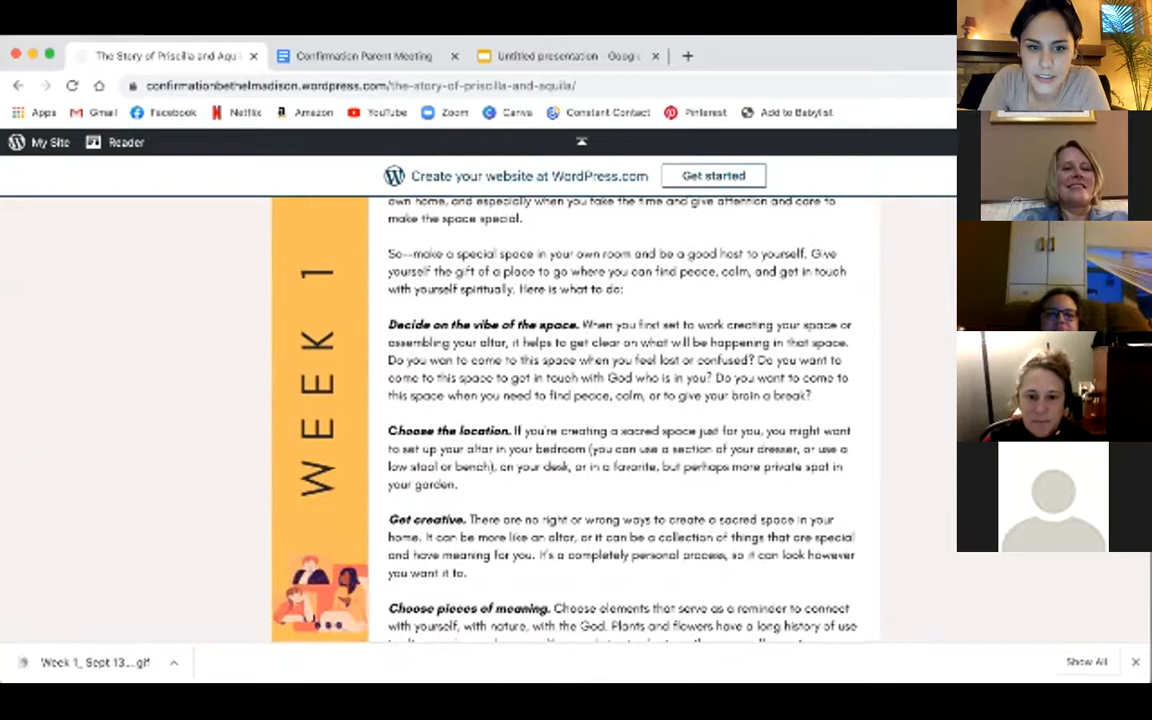 The Story of Priscilla and Aqui
Confirmation Parent Meeting
Untitled presentation - Goog
confirmationbethelmadison.wordpress.com/the-story-of-priscilla-and-aquila/
Apps Gmail Facebook Netflix Amazon YouTube Zoom Canva Constant Contact Pinterest Add to Babylist
My Site Reader
Create your website at WordPress.com Get started
WEEK 1
own home, and especially when you take the time and give attention and care to
make the space special.
So--make a special space in your own room and be a good host to yourself. Give
yourself the gift of a place to go where you can find peace, calm, and get in touch
with yourself spiritually. Here is what to do:
Decide on the vibe of the space. When you first set to work creating your space or
assembling your altar, it helps to get clear on what will be happening in that space.
Do you wan to come to this space when you feel lost or confused? Do you want to
come to this space to get in touch with God who is in you? Do you want to come to
this space when you need to find peace, calm, or to give your brain a break?
Choose the location. If you're creating a sacred space just for you, you might want
to set up your altar in your bedroom (you can use a section of your dresser, or use a
low stool or bench), on your desk, or in a favorite, but perhaps more private spot in
your garden.
Get creative. There are no right or wrong ways to create a sacred space in your
home. It can be more like an altar, or it can be a collection of things that are special
and have meaning for you. It's a completely personal process, so it can look however
you want it to.
Choose pieces of meaning. Choose elements that serve as a reminder to connect
with yourself, with nature, with the God. Plants and flowers have a long history of use
Week 1_ Sept 13....gif
Show All